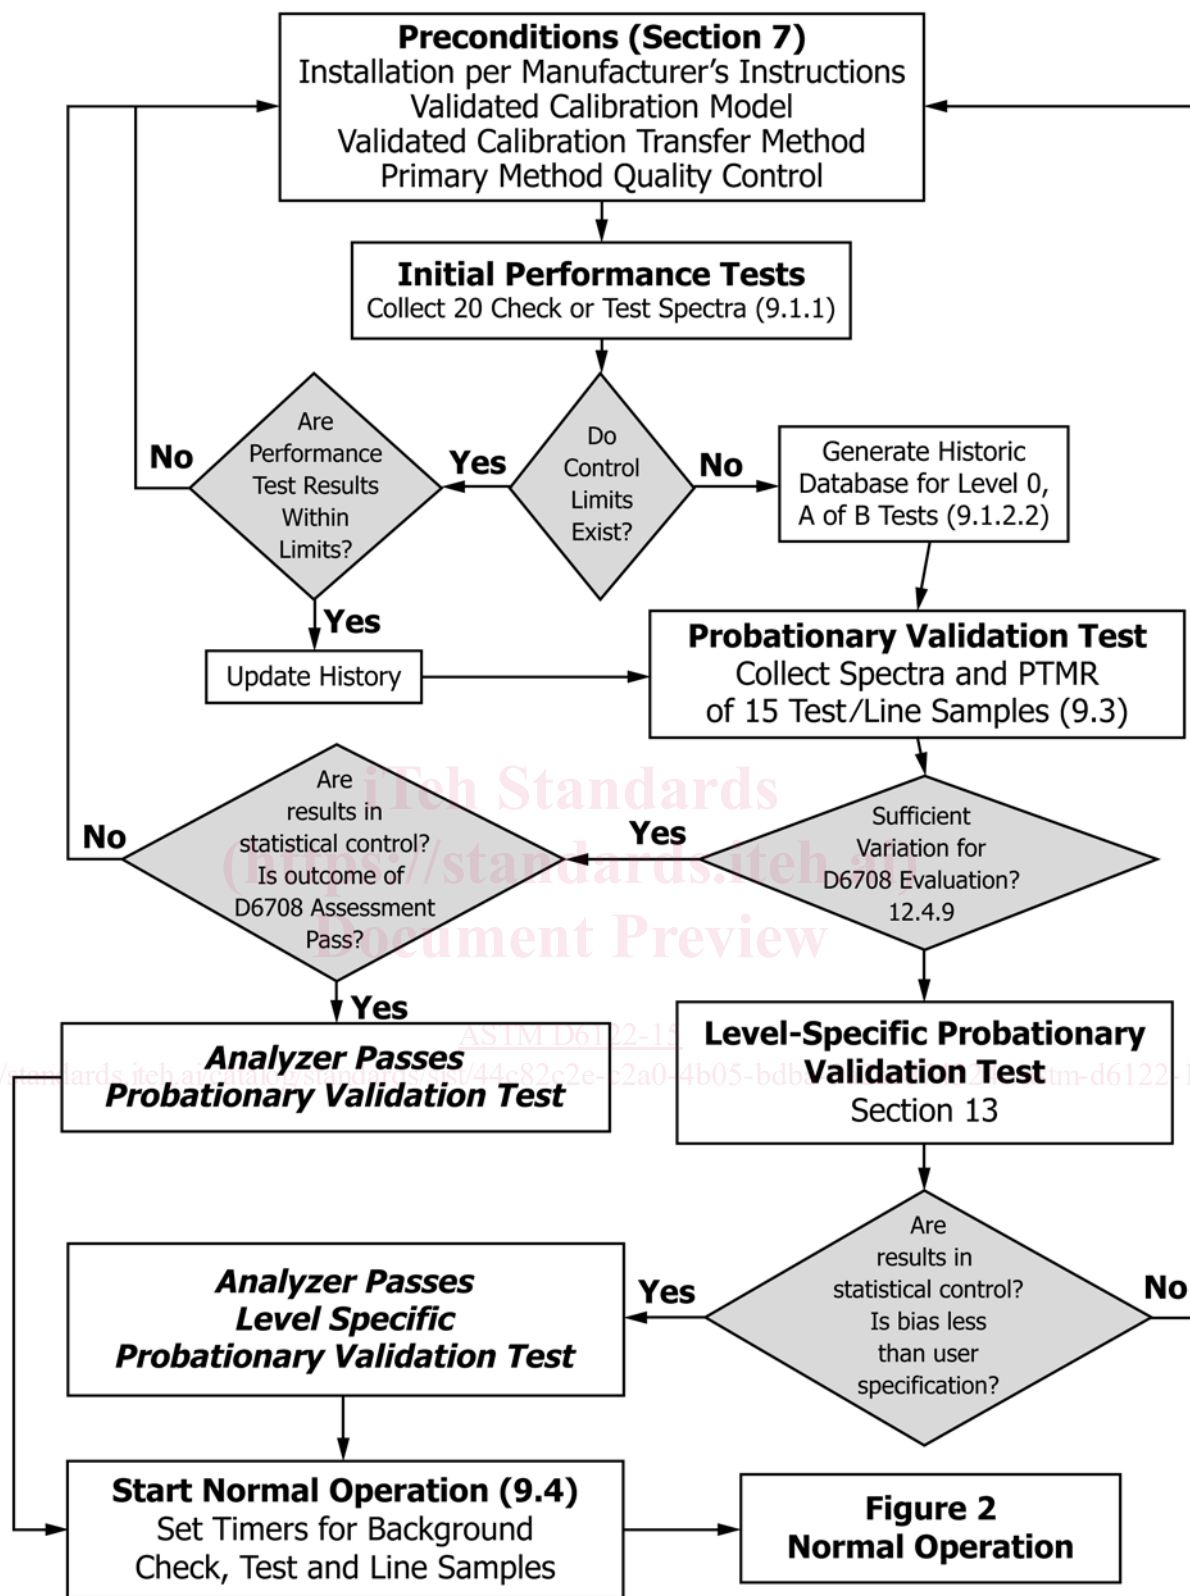 Preconditions (Section 7)
Installation per Manufacturer's Instructions
Validated Calibration Model
Validated Calibration Transfer Method
Primary Method Quality Control
Initial Performance Tests
Collect 20 Check or Test Spectra (9.1.1)
Are
Performance
Test Results
Within
Limits?
No
Yes
Do
Control
Limits
Exist?
Yes
No
Generate Historic
Database for Level 0,
A of B Tests (9.1.2.2)
Update History
Probationary Validation Test
Collect Spectra and PTMR
of 15 Test/Line Samples (9.3)
Are
results in
statistical control?
Is outcome of
D6708 Assessment
Pass?
No
Yes
Yes
Sufficient
Variation for
D6708 Evaluation?
12.4.9
iTeh Standards
(https://standards.iteh.ai)
Document Preview
ASTM D6122-15
Analyzer Passes
Probationary Validation Test
Level-Specific Probationary
Validation Test
Section 13
Are
results in
statistical control?
Is bias less
than user
specification?
Yes
No
Analyzer Passes
Level Specific
Probationary Validation Test
Start Normal Operation (9.4)
Set Timers for Background
Check, Test and Line Samples
Figure 2
Normal Operation